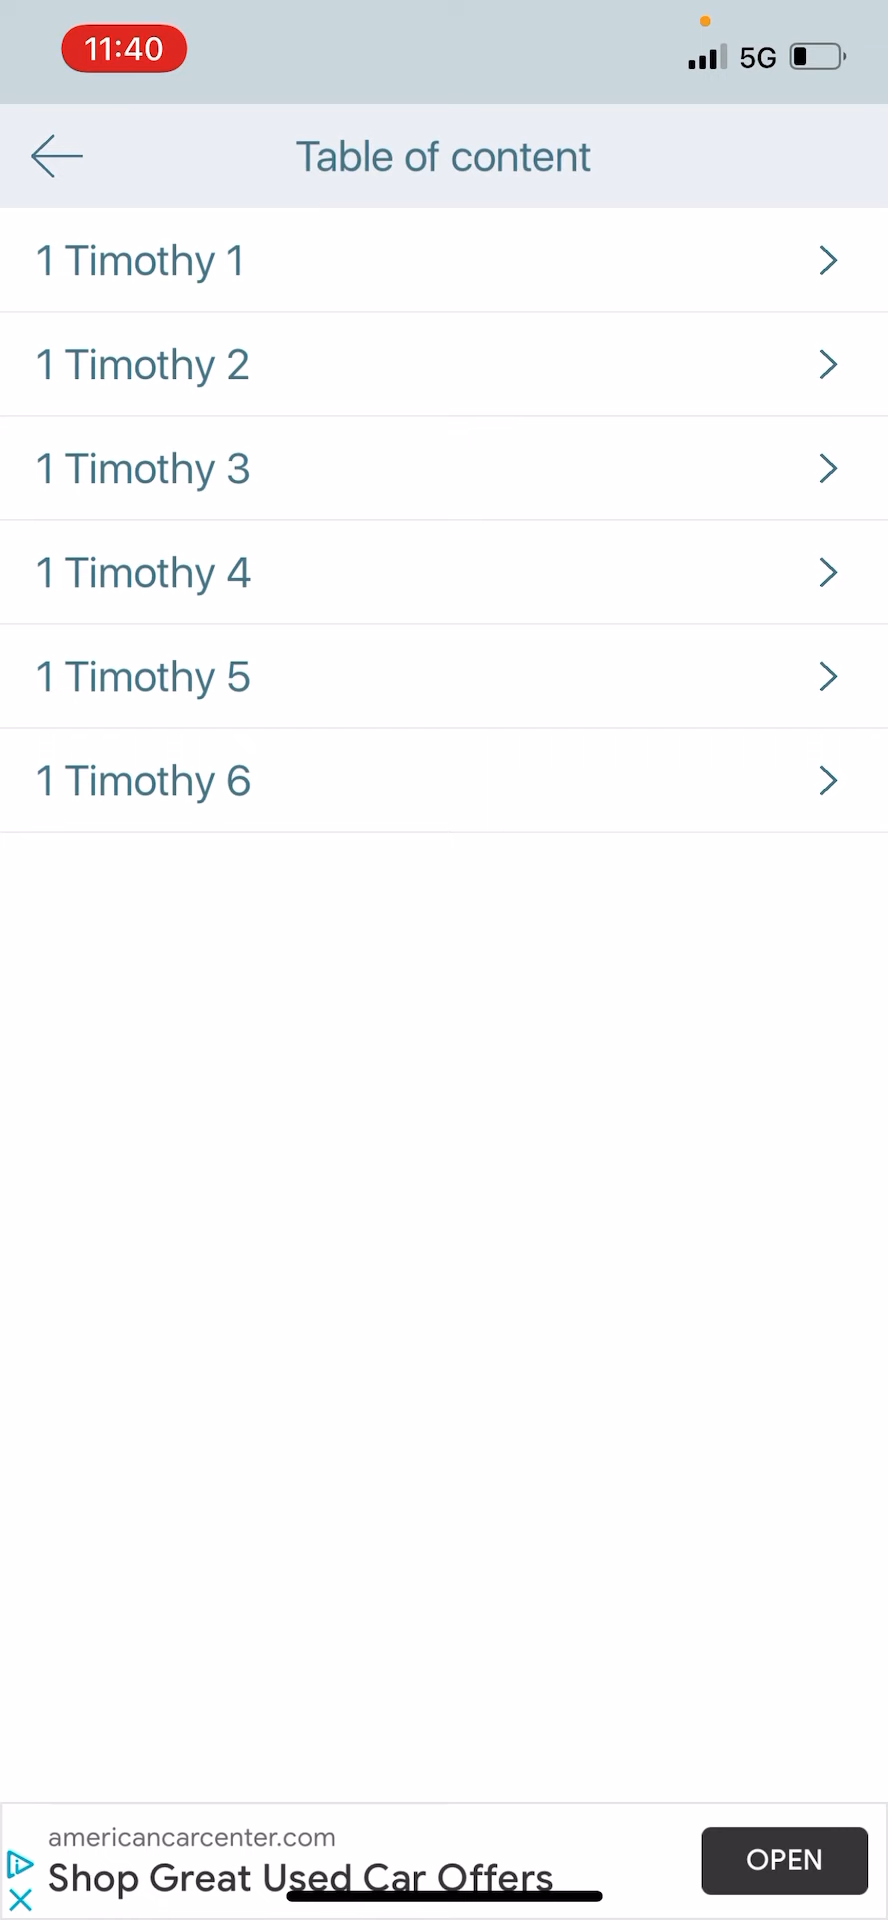 11:40
5G
Table of content
1 Timothy 1
1 Timothy 2
1 Timothy 3
1 Timothy 4
1 Timothy 5
1 Timothy 6
americancarcenter.com
Shop Great Used Car Offers
OPEN